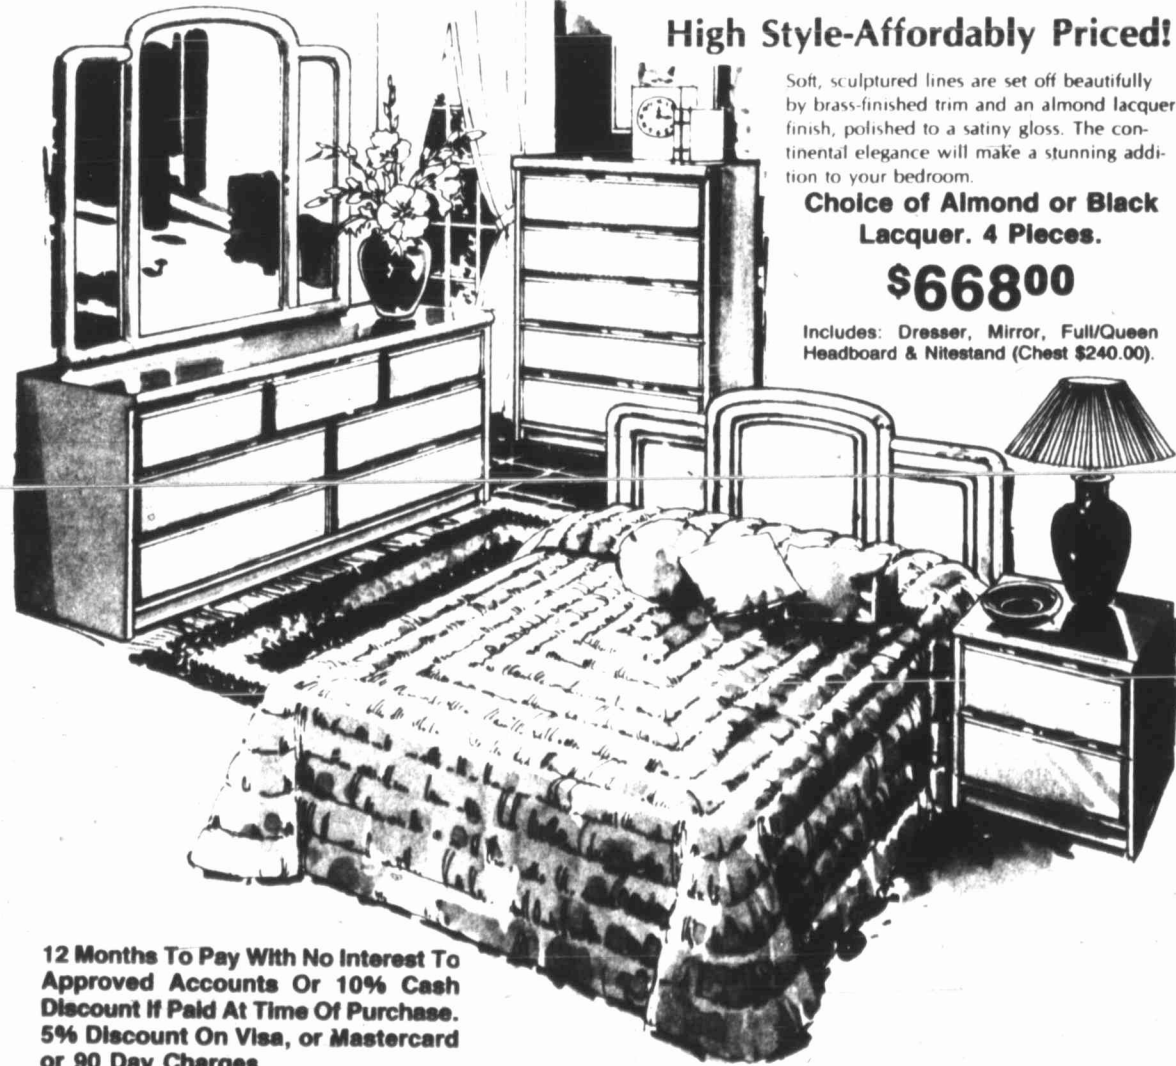 High Style-Affordably Priced!
Soft, sculptured lines are set off beautifully
by brass-finished trim and an almond lacquer
finish, polished to a satiny gloss. The con-
tinental elegance will make a stunning addi-
tion to your bedroom.
Choice of Almond or Black
Lacquer. 4 Pieces.
$66800
Includes: Dresser, Mirror, Full/Queen
Headboard & Nitestand (Chest $240.00).
12 Months To Pay With No Interest To
Approved Accounts Or 10% Cash
Discount If Paid At Time Of Purchase.
5% Discount On Visa, or Mastercard
or 90 Day Charges